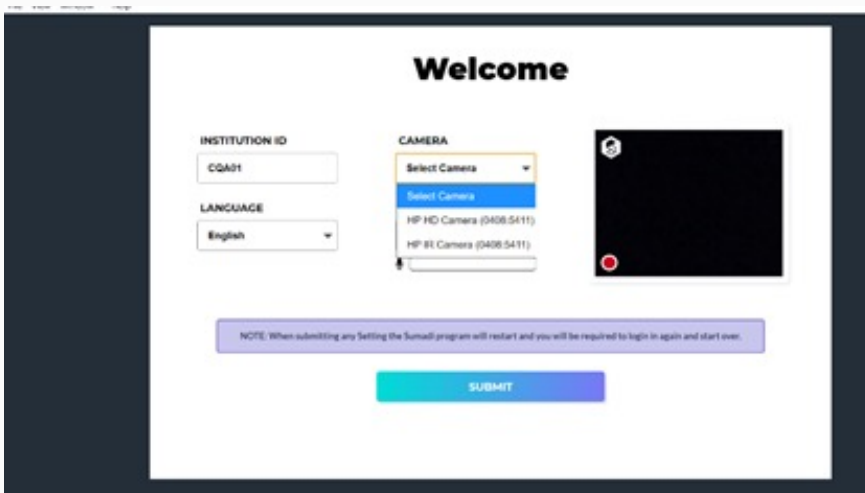 Welcome
INSTITUTION ID
CQA01
LANGUAGE
English
CAMERA
Select Camera
Select Camera
HP HD Camera (0408:5411)
HP IR Camera (0408:5411)
NOTE: When submitting any Setting the Sumadi program will restart and you will be required to login in again and start over.
SUBMIT